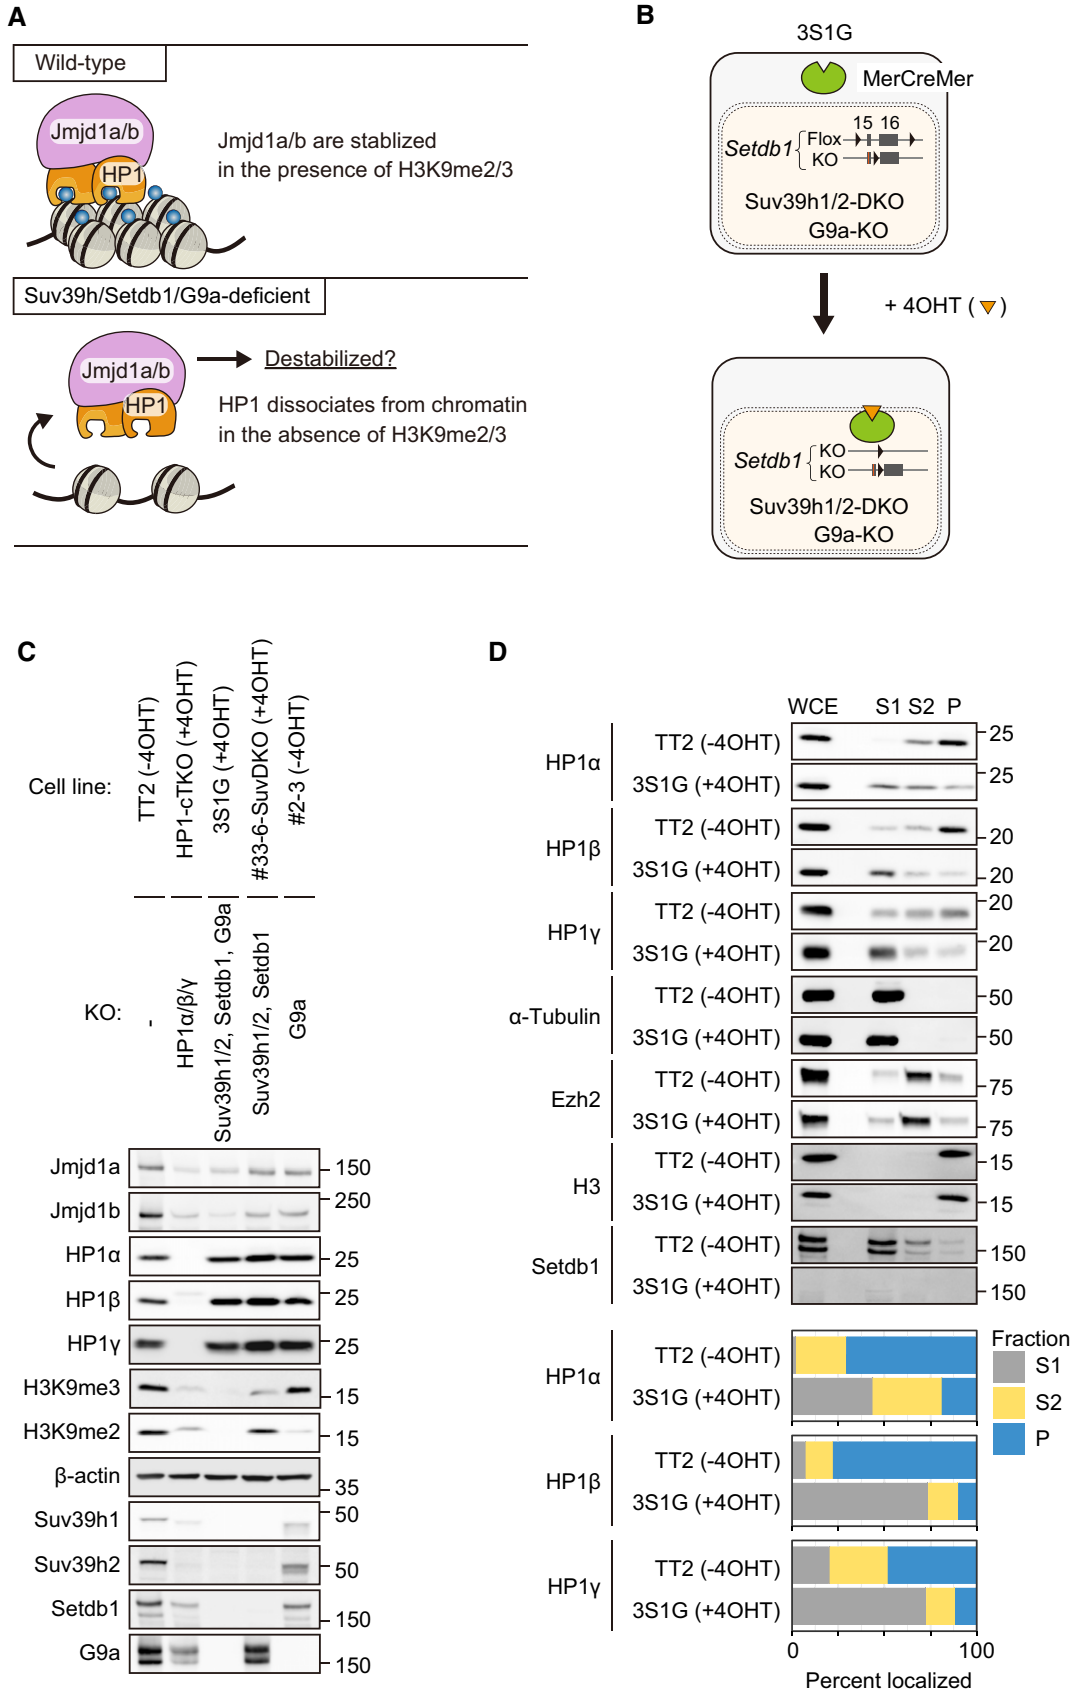 A
Wild-type
Jmjd1a/b
HP1
Jmjd1a/b are stablized
in the presence of H3K9me2/3
Suv39h/Setdb1/G9a-deficient
Jmjd1a/b
HP1
Destabilized?
HP1 dissociates from chromatin
in the absence of H3K9me2/3
B
3S1G
MerCreMer
15 16
Setdb1 Flox
KO
Suv39h1/2-DKO
G9a-KO
+ 4OHT ( )
Setdb1 KO
KO
Suv39h1/2-DKO
G9a-KO
C
Cell line:
TT2 (-4OHT)
HP1-cTKO (+4OHT)
3S1G (+4OHT)
#33-6-SuvDKO (+4OHT)
#2-3 (-4OHT)
KO:
-
HP1α/β/γ
Suv39h1/2, Setdb1, G9a
Suv39h1/2, Setdb1
G9a
Jmjd1a 150
Jmjd1b 250
HP1α 25
HP1β 25
HP1γ 25
H3K9me3 15
H3K9me2 15
β-actin 35
Suv39h1 50
Suv39h2 50
Setdb1 150
G9a 150
D
WCE S1 S2 P
HP1α
TT2 (-4OHT) 25
3S1G (+4OHT) 25
HP1β
TT2 (-4OHT) 20
3S1G (+4OHT) 20
HP1γ
TT2 (-4OHT) 20
3S1G (+4OHT) 20
α-Tubulin
TT2 (-4OHT) 50
3S1G (+4OHT) 50
Ezh2
TT2 (-4OHT) 75
3S1G (+4OHT) 75
H3
TT2 (-4OHT) 15
3S1G (+4OHT) 15
Setdb1
TT2 (-4OHT) 150
3S1G (+4OHT) 150
HP1α
TT2 (-4OHT)
3S1G (+4OHT)
HP1β
TT2 (-4OHT)
3S1G (+4OHT)
HP1γ
TT2 (-4OHT)
3S1G (+4OHT)
0 100
Percent localized
Fraction
S1
S2
P